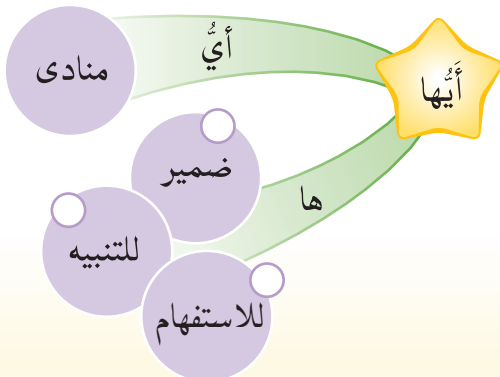 أَيُّها
أيُّ
منادى
ها
ضمير
للتنبيه
للاستفهام